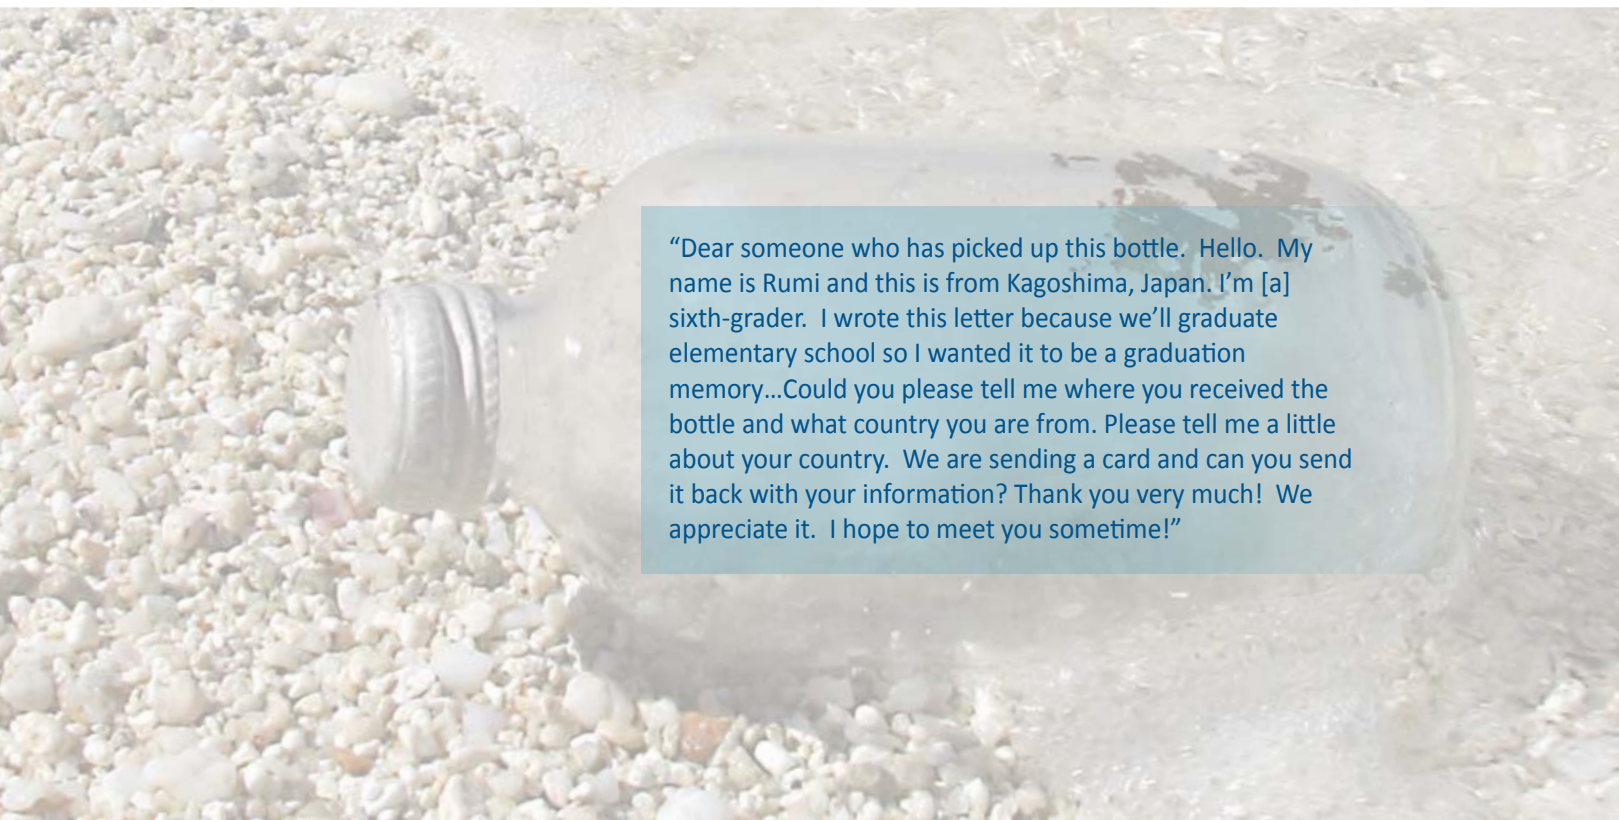 “Dear someone who has picked up this bottle.  Hello.  My
name is Rumi and this is from Kagoshima, Japan. I’m [a]
sixth-grader.  I wrote this letter because we’ll graduate
elementary school so I wanted it to be a graduation
memory…Could you please tell me where you received the
bottle and what country you are from. Please tell me a little
about your country.  We are sending a card and can you send
it back with your information? Thank you very much!  We
appreciate it.  I hope to meet you sometime!”